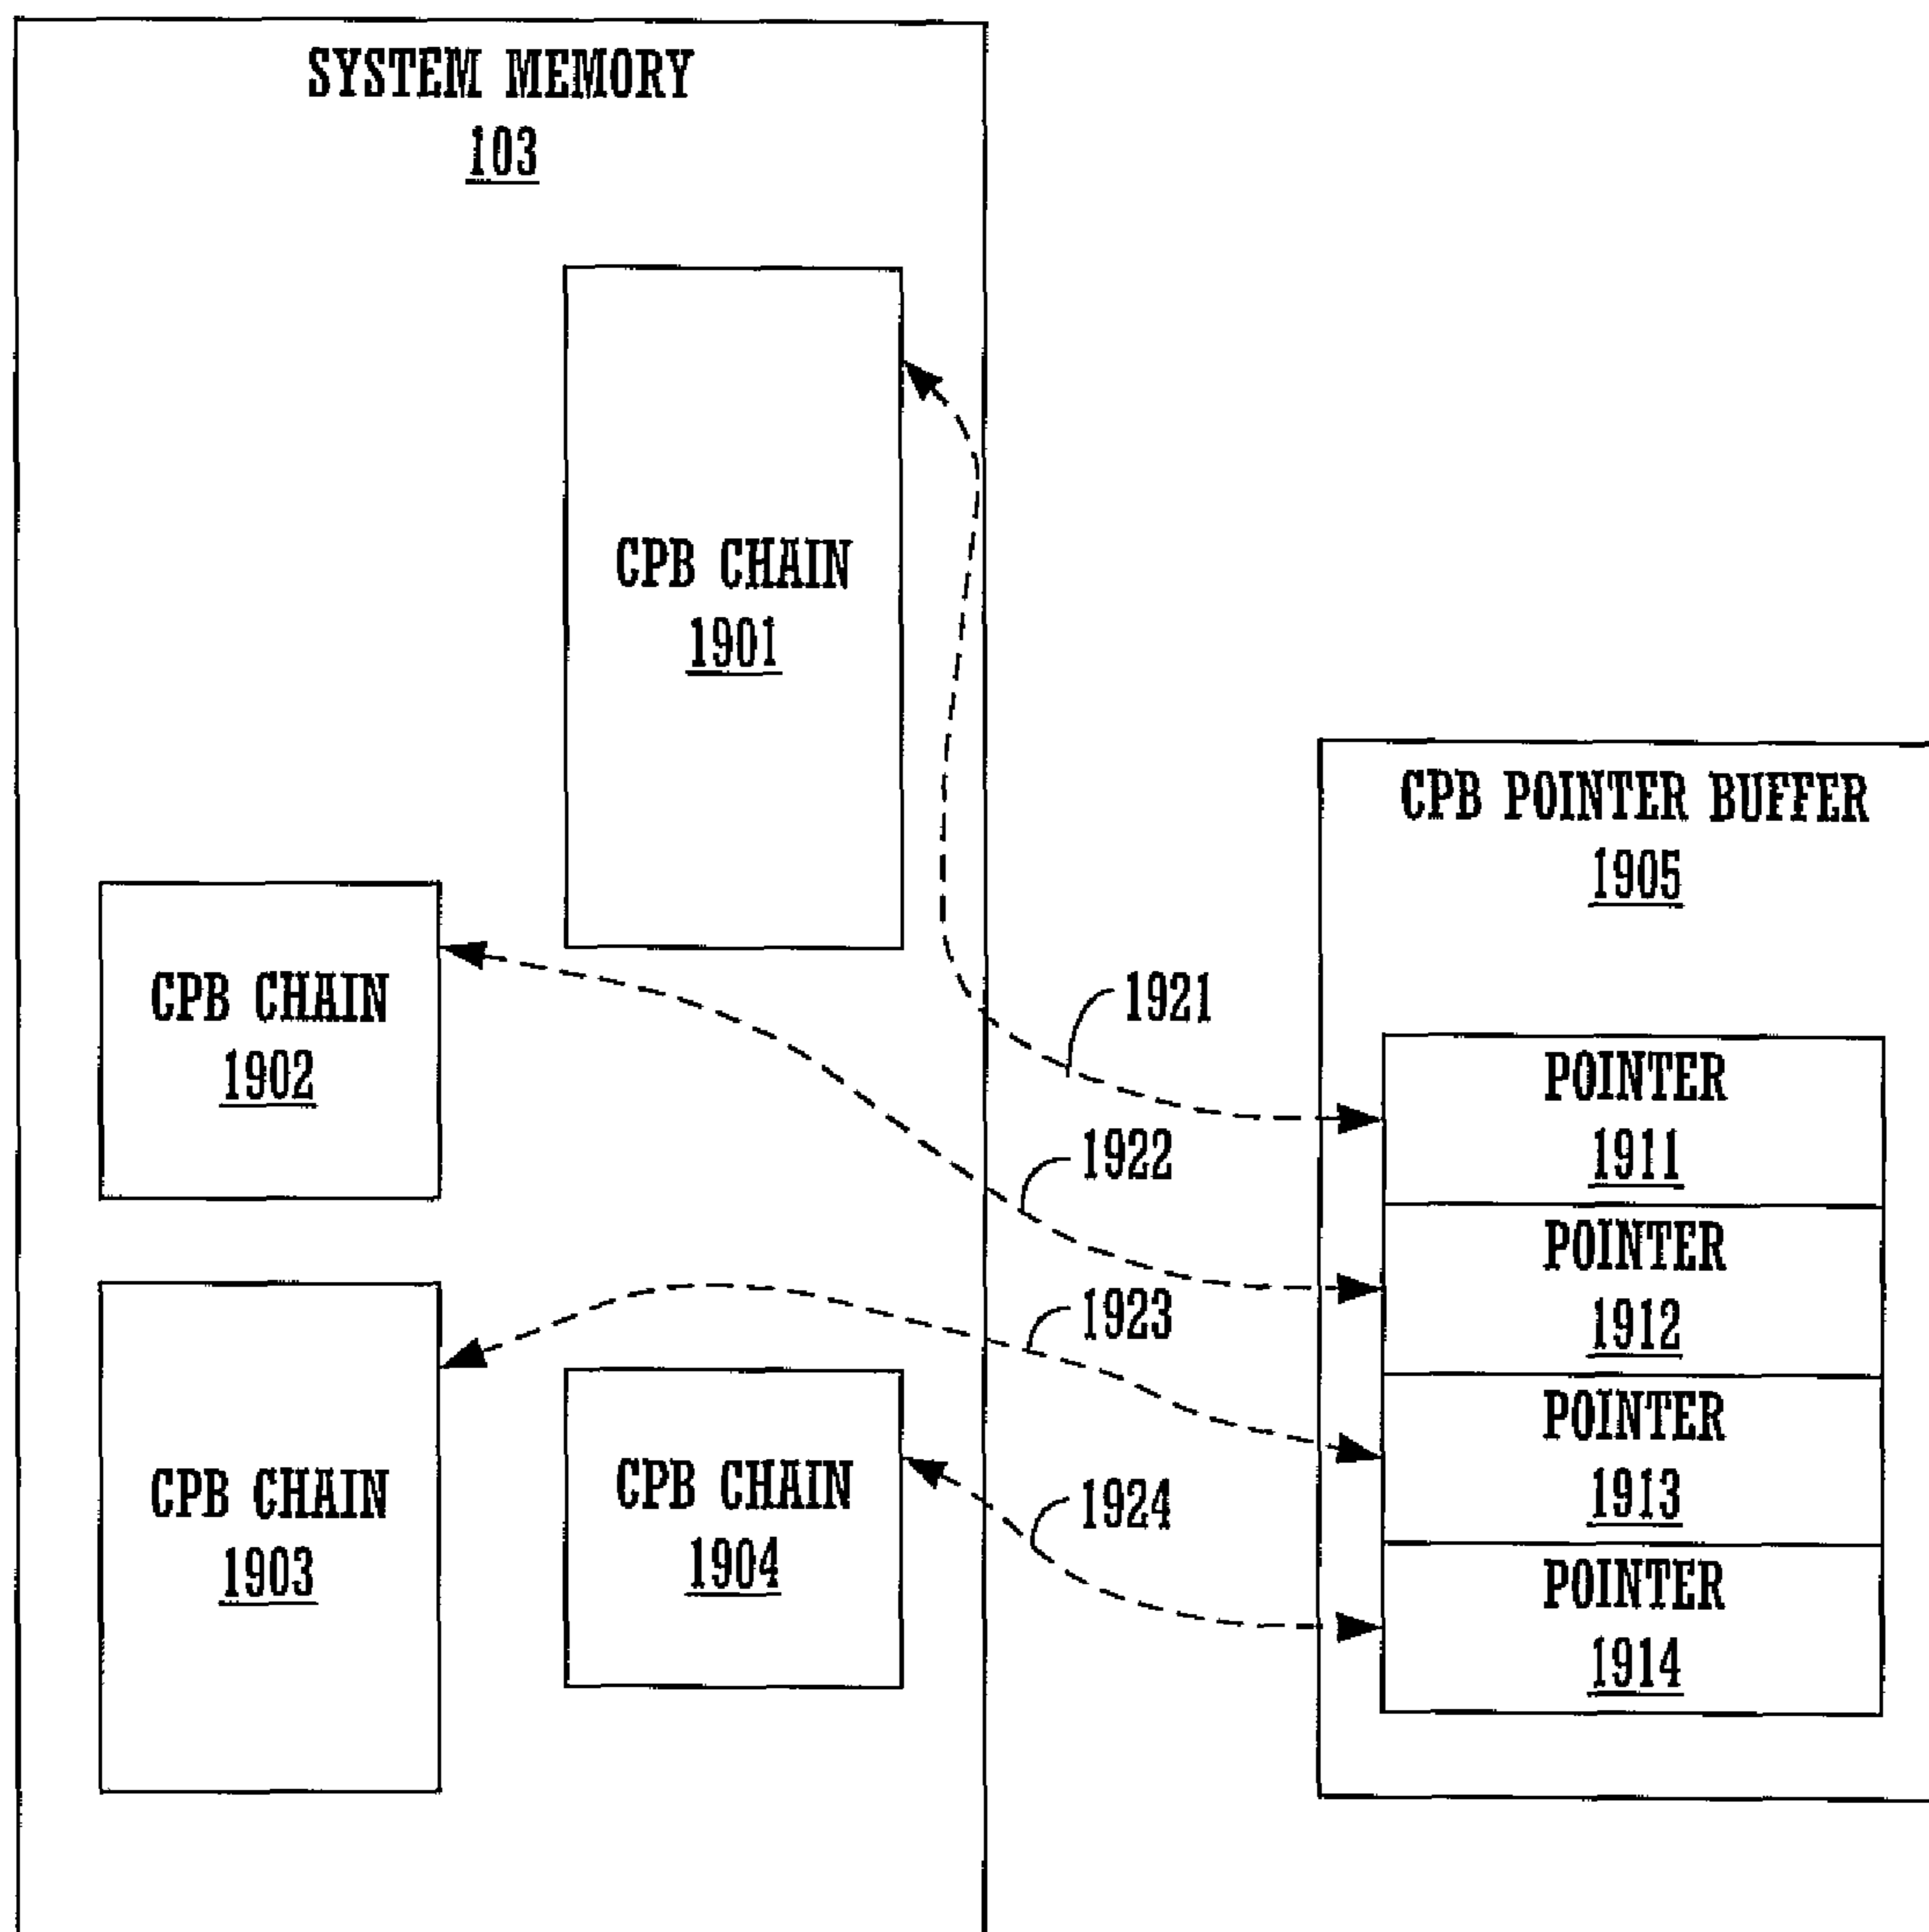 SYSTEM MEMORY
103
CPB CHAIN
1901
CPB POINTER BUFFER
1905
CPB CHAIN
1902
1921
POINTER
1911
1922
POINTER
1912
1923
POINTER
1913
CPB CHAIN
1903
CPB CHAIN
1904
1924
POINTER
1914